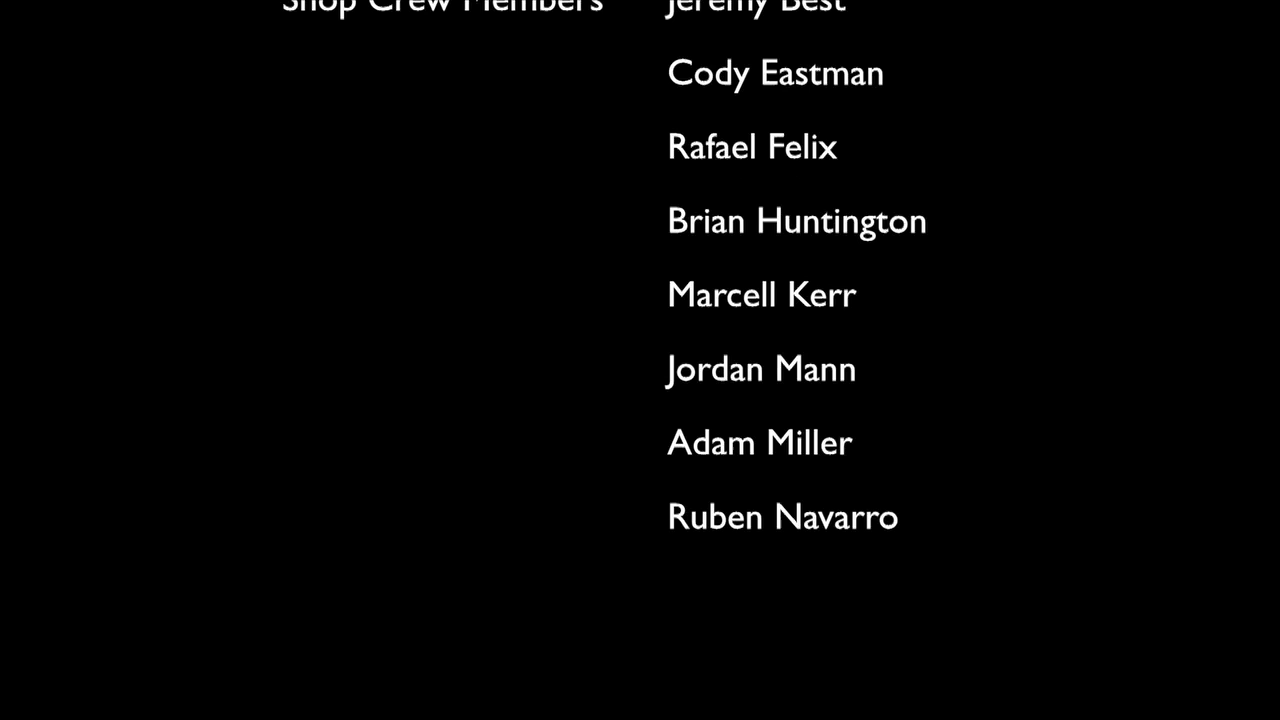 Shop Crew Members Jeremy Best
Cody Eastman
Rafael Felix
Brian Huntington
Marcell Kerr
Jordan Mann
Adam Miller
Ruben Navarro